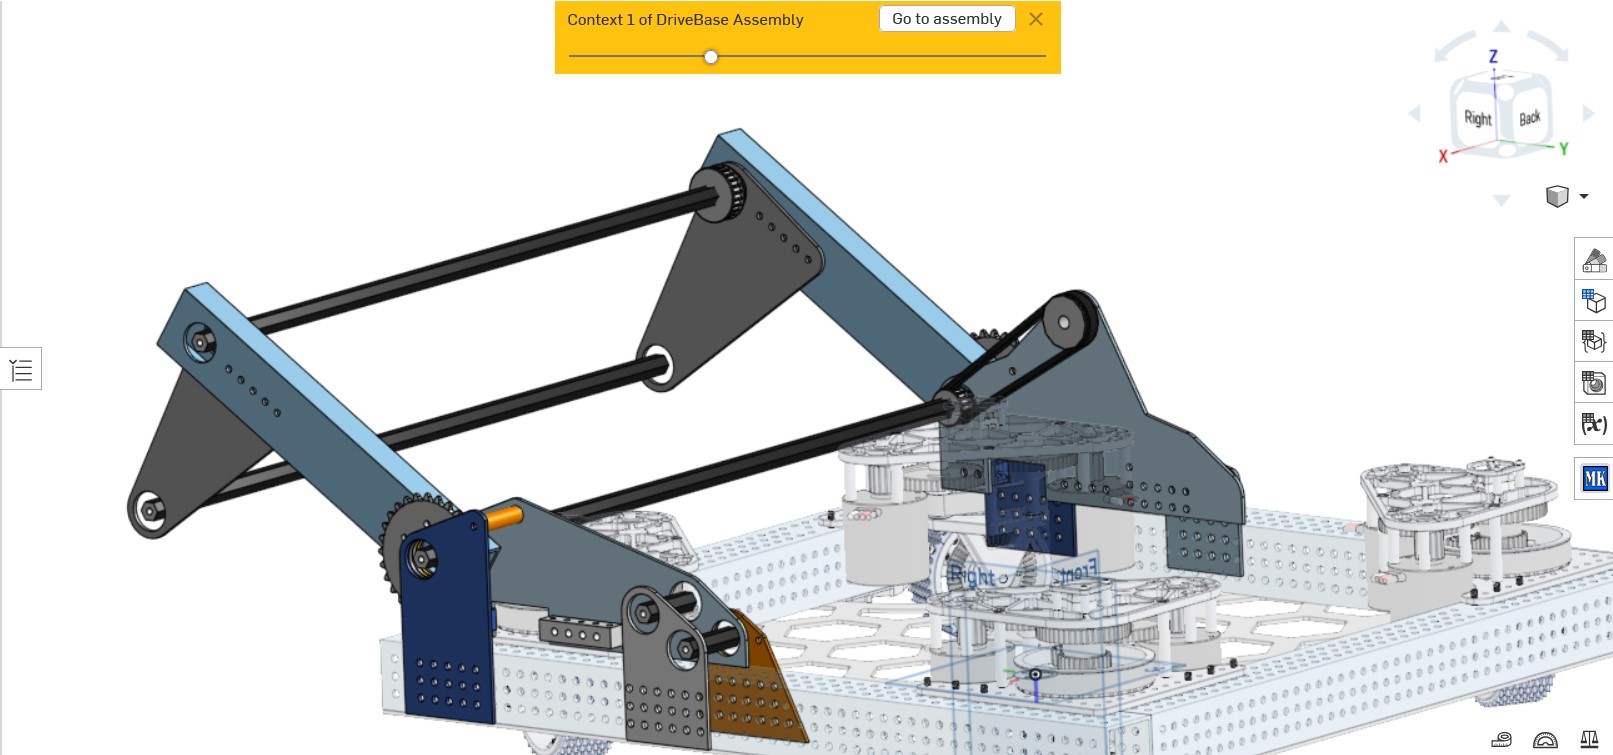 Context 1 of DriveBase Assembly
Go to assembly
Z
Right
Back
X
Y
(x)
MK
Right
Front